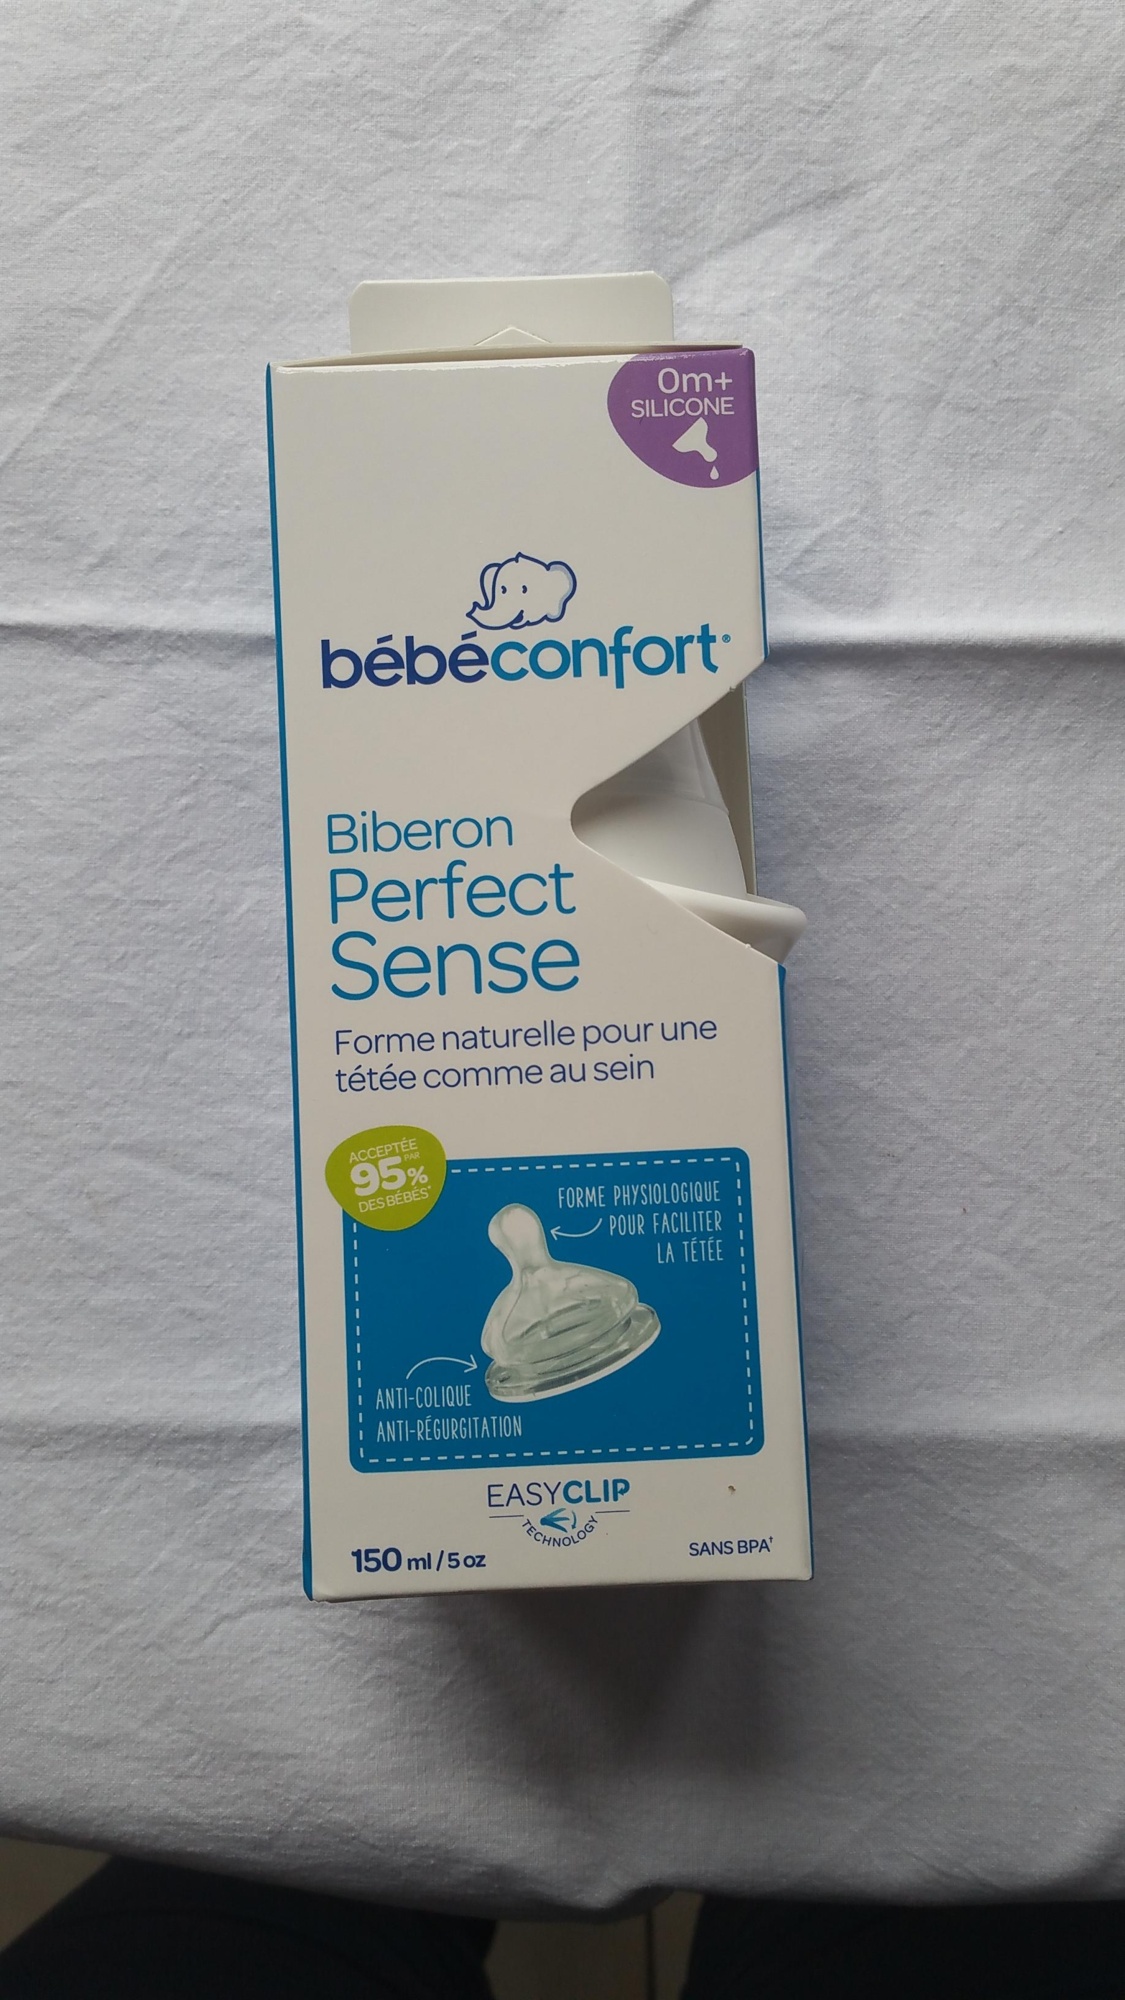 0m+
SILICONE
bébéconfort®
Biberon
Perfect
Sense
Forme naturelle pour une
tétée comme au sein
ACCEPTÉE
PAR
95%
DES BÉBÉS*
FORME PHYSIOLOGIQUE
POUR FACILITER
LA TÉTÉE
ANTI-COLIQUE
ANTI-RÉGURGITATION
EASYCLIP
TECHNOLOGY
150 ml / 5 oz
SANS BPA†